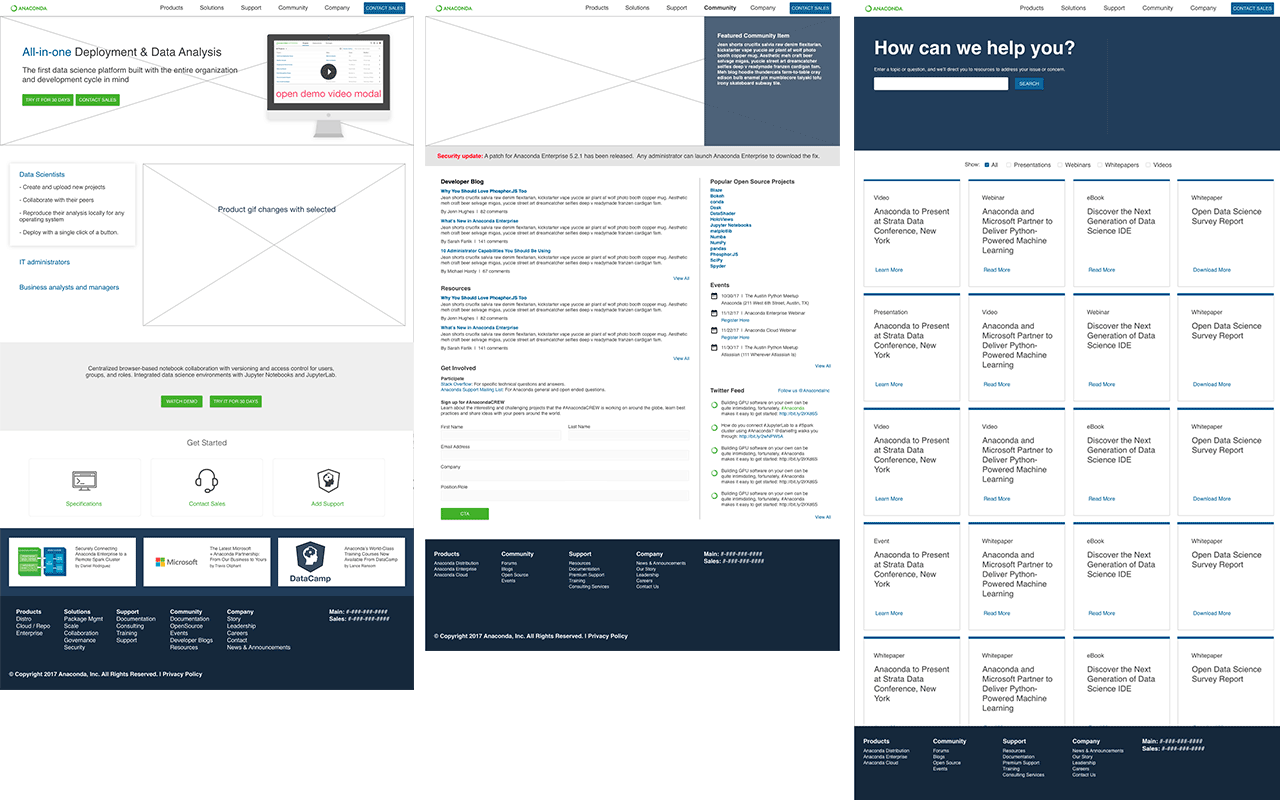 ANACONDA
Products Solutions Support Community Company CONTACT SALES
All-in-one Deployment & Data Analysis
The first data science platform built with the entire organization
and development cycle in mind
TRY IT FOR 30 DAYS CONTACT SALES
open demo video modal
Data Scientists
- Create and upload new projects
- Collaborate with their peers
- Reproduce their analysis locally for any
operating system
- Deploy with a single click of a button.
IT administrators
Business analysts and managers
Product gif changes with selected
Centralized browser-based notebook collaboration with versioning and access control for users,
groups, and roles. Integrated data science environments with Jupyter Notebooks and JupyterLab.
WATCH DEMO TRY IT FOR 30 DAYS
Get Started
Specifications
Contact Sales
Add Support
Securely Connecting
Anaconda Enterprise to a
Remote Spark Cluster
by Daniel Rodriguez
Microsoft
The Latest Microsoft
+ Anaconda Partnership:
From Our Business to Yours
by Travis Oliphant
DataCamp
Anaconda's World-Class
Training Courses Now
Available From DataCamp
by Lance Ransom
Products
Distro
Cloud / Repo
Enterprise
Solutions
Package Mgmt
Scale
Collaboration
Governance
Security
Support
Documentation
Consulting
Training
Support
Community
Documentation
OpenSource
Events
Developer Blogs
Resources
Company
Story
Leadership
Careers
Contact
News & Announcements
Main: #-###-###-####
Sales: #-###-###-####
© Copyright 2017 Anaconda, Inc. All Rights Reserved. | Privacy Policy
ANACONDA
Products Solutions Support Community Company CONTACT SALES
Featured Community Item
Jean shorts crucifix salvia raw denim flexitarian,
kickstarter vape yuccie air plant of wolf photo
booth copper mug. Aesthetic meh craft beer
selvage migas, yuccie street art dreamcatcher
selfies deep v readymade franzen cardigan fam.
Meh blog hoodie thundercats farm-to-table cray
edison bulb enamel pin mumblecore taiyaki tofu
irony skateboard subway tile.
Security update: A patch for Anaconda Enterprise 5.2.1 has been released. Any administrator can launch Anaconda Enterprise to download the fix.
Developer Blog
Why You Should Love Phosphor.JS Too
Jean shorts crucifix salvia raw denim flexitarian, kickstarter vape yuccie air plant of wolf photo booth copper mug. Aesthetic
meh craft beer selvage migas, yuccie street art dreamcatcher selfies deep v readymade franzen cardigan fam.
By John Hughes | 82 comments
What's New in Anaconda Enterprise
Jean shorts crucifix salvia raw denim flexitarian, kickstarter vape yuccie air plant of wolf photo booth copper mug. Aesthetic
meh craft beer selvage migas, yuccie street art dreamcatcher selfies deep v readymade franzen cardigan fam.
By Sarah Farik | 141 comments
10 Administrator Capabilities You Should Be Using
Jean shorts crucifix salvia raw denim flexitarian, kickstarter vape yuccie air plant of wolf photo booth copper mug. Aesthetic
meh craft beer selvage migas, yuccie street art dreamcatcher selfies deep v readymade franzen cardigan fam.
By Michael Hordy | 67 comments
View All
Resources
Why You Should Love Phosphor.JS Too
Jean shorts crucifix salvia raw denim flexitarian, kickstarter vape yuccie air plant of wolf photo booth copper mug. Aesthetic
meh craft beer selvage migas, yuccie street art dreamcatcher selfies deep v readymade franzen cardigan fam.
By John Hughes | 82 comments
What's New in Anaconda Enterprise
Jean shorts crucifix salvia raw denim flexitarian, kickstarter vape yuccie air plant of wolf photo booth copper mug. Aesthetic
meh craft beer selvage migas, yuccie street art dreamcatcher selfies deep v readymade franzen cardigan fam.
By Sarah Farik | 141 comments
View All
Get Involved
Participate
Stack Overflow: For specific technical questions and answers.
Anaconda Support Mailing List: For Anaconda general and open ended questions.
Sign up for #AnacondaCREW
Learn about the interesting and challenging projects that the #AnacondaCREW is working on around the globe, learn best
practices and share ideas with your peers around the world.
First Name Last Name
Email Address
Company
Position/Role
CTA
Popular Open Source Projects
Blaze
Bokeh
conda
Dask
DataShader
HoloViews
Jupyter Notebooks
matplotlib
Numba
NumPy
pandas
Phosphor.JS
SciPy
Spyder
Events
10/30/17 | The Austin Python Meetup
Anaconda (211 West 6th Street, Austin, TX)
11/12/17 | Anaconda Enterprise Webinar
Register Here
11/22/17 | Anaconda Cloud Webinar
Register Here
11/30/17 | The Austin Python Meetup
Atlassian (111 Wherever Atlassian is)
View All
Twitter Feed Follow us @Anacondainc
Building GPU software on your own can be
quite intimidating, fortunately, #Anaconda
makes it easy to get started:
How do you connect #JupyterLab to a #Spark
cluster using #Anaconda? @danielfrg walks you
through:
Building GPU software on your own can be
quite intimidating, fortunately, #Anaconda
makes it easy to get started:
Building GPU software on your own can be
quite intimidating, fortunately, #Anaconda
makes it easy to get started:
Building GPU software on your own can be
quite intimidating, fortunately, #Anaconda
makes it easy to get started:
View All
Products
Anaconda Distribution
Anaconda Enterprise
Anaconda Cloud
Community
Forums
Blogs
Open Source
Events
Support
Resources
Documentation
Premium Support
Training
Consulting Services
Company
News & Announcements
Our Story
Leadership
Careers
Contact Us
Main: #-###-###-####
Sales: #-###-###-####
© Copyright 2017 Anaconda, Inc. All Rights Reserved. | Privacy Policy
ANACONDA
Products Solutions Support Community Company CONTACT SALES
How can we help you?
Enter a topic or question, and we'll direct you to resources to address your issue or concern.
SEARCH
Show: All Presentations Webinars Whitepapers Videos
Video
Anaconda to Present
at Strata Data
Conference, New
York
Learn More
Webinar
Anaconda and
Microsoft Partner to
Deliver Python-
Powered Machine
Learning
Read More
eBook
Discover the Next
Generation of Data
Science IDE
Read More
Whitepaper
Open Data Science
Survey Report
Download More
Presentation
Anaconda to Present
at Strata Data
Conference, New
York
Learn More
Video
Anaconda and
Microsoft Partner to
Deliver Python-
Powered Machine
Learning
Read More
Webinar
Discover the Next
Generation of Data
Science IDE
Read More
Whitepaper
Open Data Science
Survey Report
Download More
Video
Anaconda to Present
at Strata Data
Conference, New
York
Learn More
Video
Anaconda and
Microsoft Partner to
Deliver Python-
Powered Machine
Learning
Read More
eBook
Discover the Next
Generation of Data
Science IDE
Read More
Whitepaper
Open Data Science
Survey Report
Download More
Event
Anaconda to Present
at Strata Data
Conference, New
York
Learn More
Whitepaper
Anaconda and
Microsoft Partner to
Deliver Python-
Powered Machine
Learning
Read More
eBook
Discover the Next
Generation of Data
Science IDE
Read More
Whitepaper
Open Data Science
Survey Report
Download More
Whitepaper
Anaconda to Present
at Strata Data
Conference, New
York
Whitepaper
Anaconda and
Microsoft Partner to
Deliver Python-
Powered Machine
Learning
eBook
Discover the Next
Generation of Data
Science IDE
Whitepaper
Open Data Science
Survey Report
Products
Anaconda Distribution
Anaconda Enterprise
Anaconda Cloud
Community
Forums
Blogs
Open Source
Events
Support
Resources
Documentation
Premium Support
Training
Consulting Services
Company
News & Announcements
Our Story
Leadership
Careers
Contact Us
Main: #-###-###-####
Sales: #-###-###-####